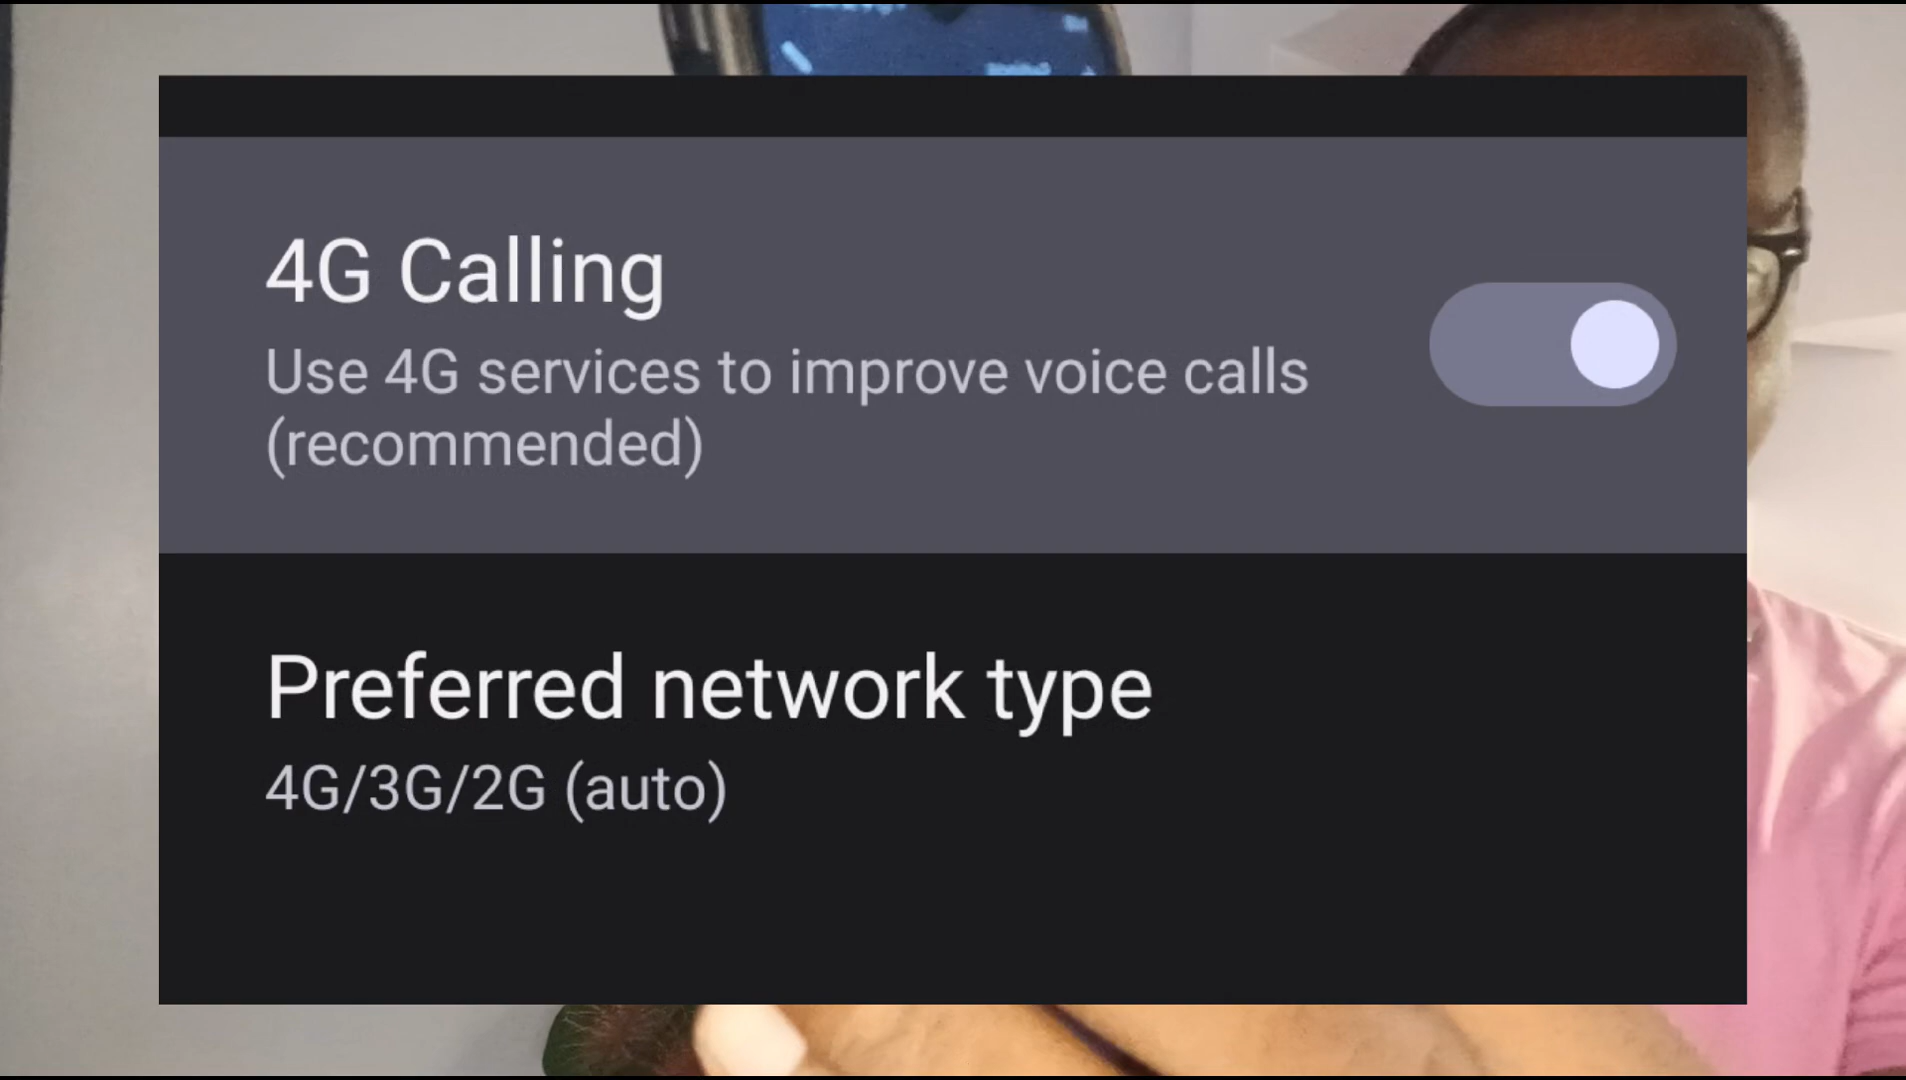 4G Calling
Use 4G services to improve voice calls
(recommended)
Preferred network type
4G/3G/2G (auto)